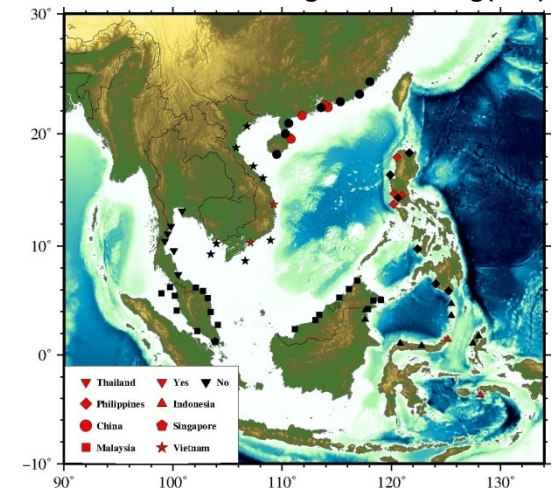 30°
20°
10°
0°
−10°
90° 100° 110° 120° 130°
Thailand Yes No
Philippines Indonesia
China Singapore
Malaysia Vietnam